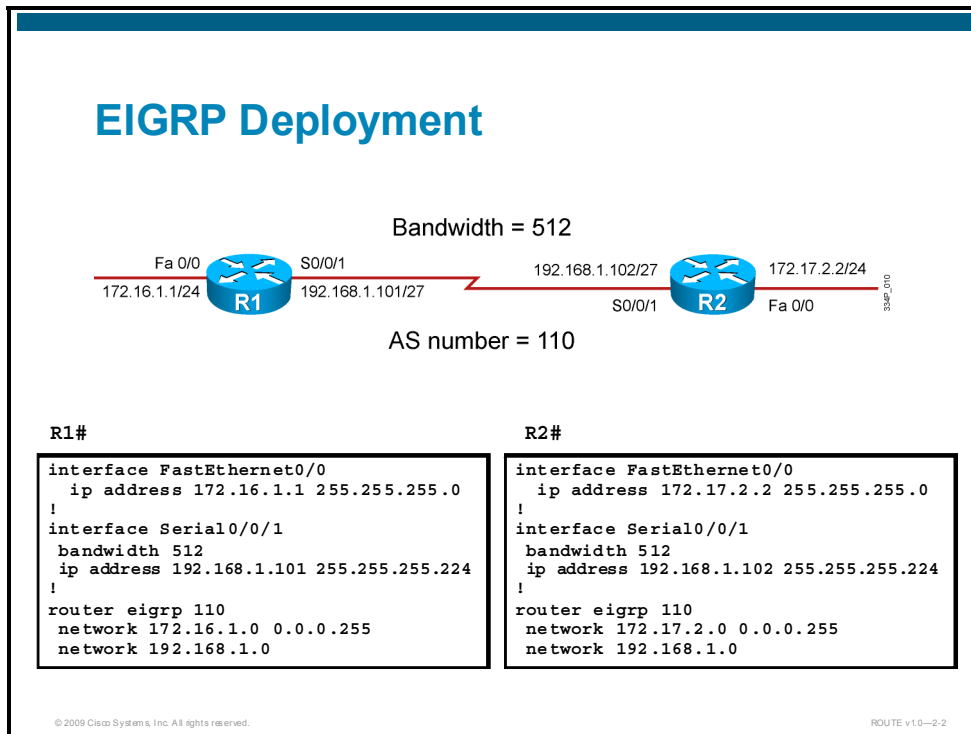 EIGRP Deployment
Bandwidth = 512
Fa 0/0
S0/0/1
172.16.1.1/24
R1
192.168.1.101/27
192.168.1.102/27
172.17.2.2/24
S0/0/1
R2
Fa 0/0
334P_010
AS number = 110
R1#
interface FastEthernet0/0
ip address 172.16.1.1 255.255.255.0
!
interface Serial0/0/1
bandwidth 512
ip address 192.168.1.101 255.255.255.224
!
router eigrp 110
network 172.16.1.0 0.0.0.255
network 192.168.1.0
R2#
interface FastEthernet0/0
ip address 172.17.2.2 255.255.255.0
!
interface Serial0/0/1
bandwidth 512
ip address 192.168.1.102 255.255.255.224
!
router eigrp 110
network 172.17.2.0 0.0.0.255
network 192.168.1.0
© 2009 Cisco Systems, Inc. All rights reserved.
ROUTE v1.0—2-2